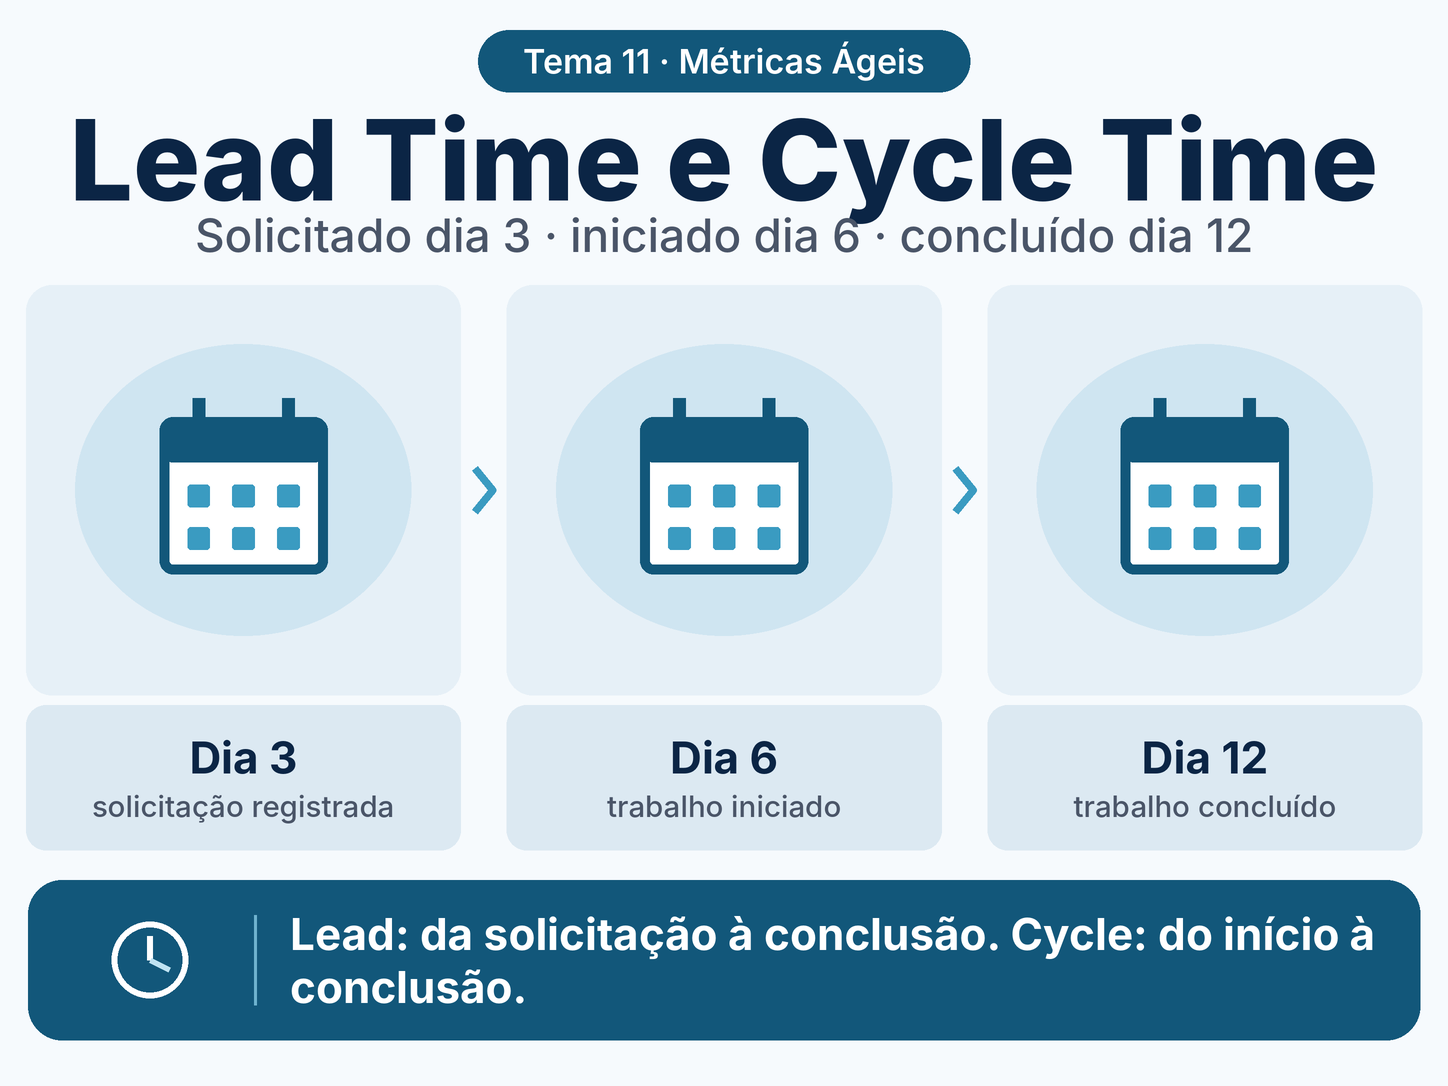 Tema 11 · Métricas Ágeis
Lead Time e Cycle Time
Solicitado dia 3 · iniciado dia 6 · concluído dia 12
Dia 3
solicitação registrada
Dia 6
trabalho iniciado
Dia 12
trabalho concluído
Lead: da solicitação à conclusão. Cycle: do início à
conclusão.